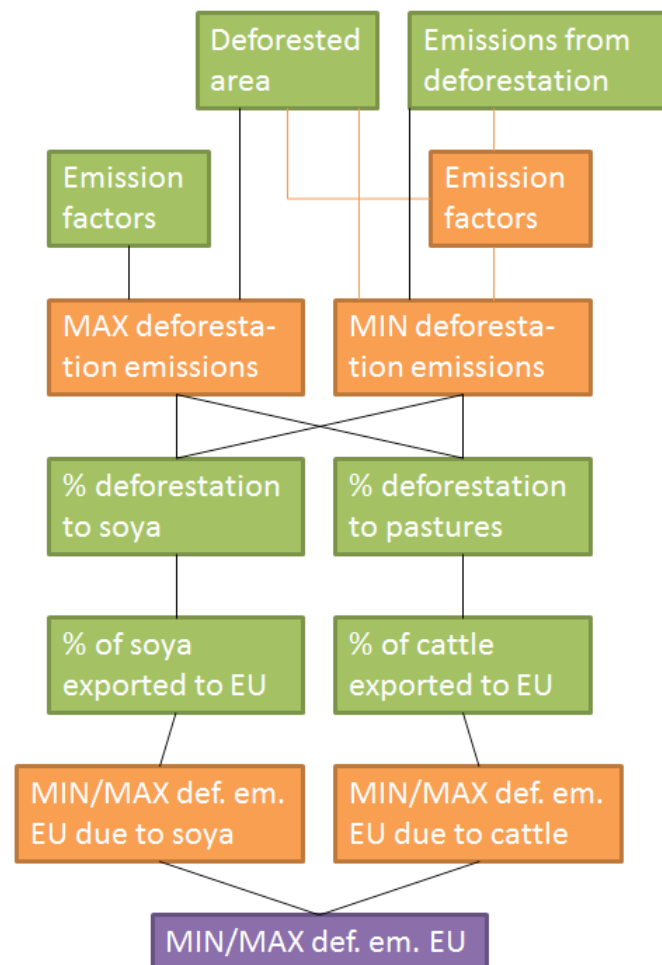 Deforested
area
Emissions from
deforestation
Emission
factors
Emission
factors
MAX deforesta-
tion emissions
MIN deforesta-
tion emissions
% deforestation
to soya
% deforestation
to pastures
% of soya
exported to EU
% of cattle
exported to EU
MIN/MAX def. em.
EU due to soya
MIN/MAX def. em.
EU due to cattle
MIN/MAX def. em. EU